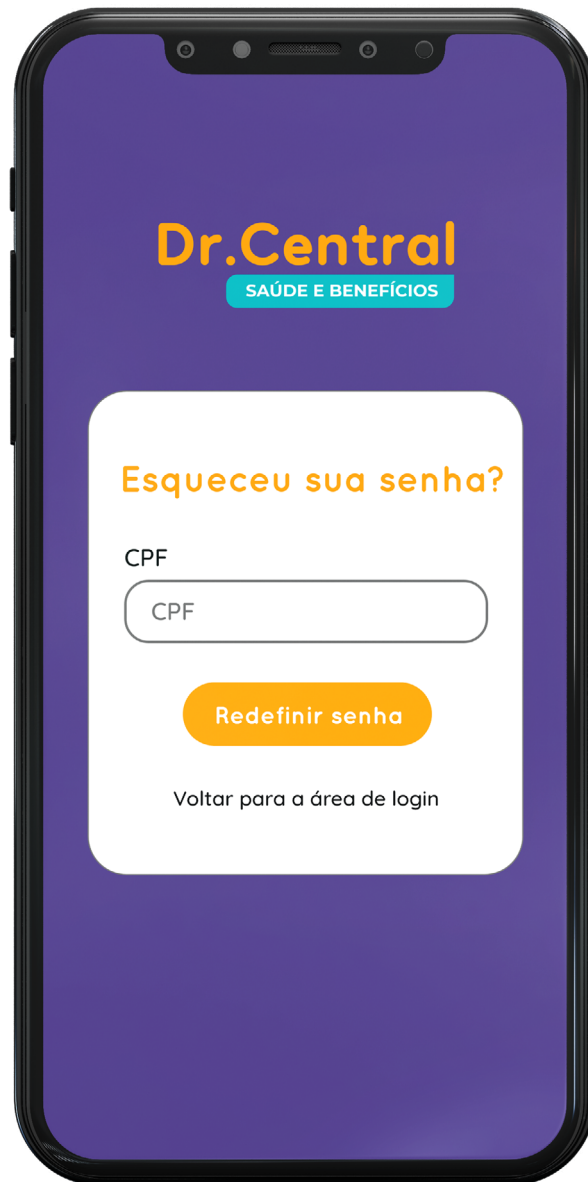 Dr.Central
SAÚDE E BENEFÍCIOS
Esqueceu sua senha?
CPF
CPF
Redefinir senha
Voltar para a área de login